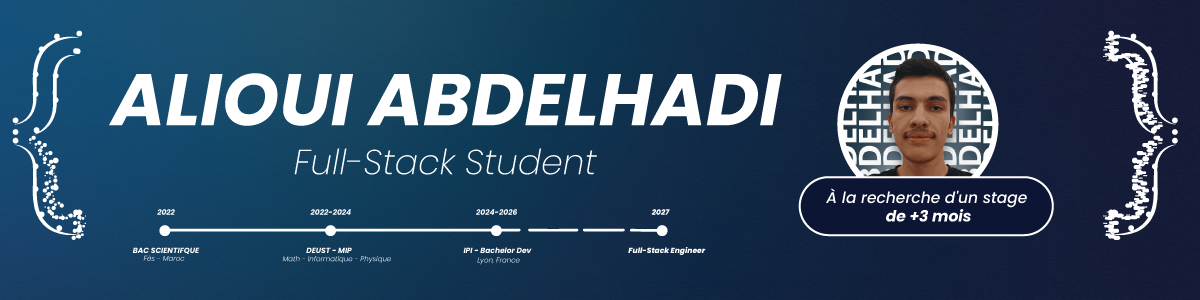 ALIOUI ABDELHADI
Full-Stack Student
À la recherche d'un stage
de +3 mois
2022
2022-2024
2024-2026
2027
BAC SCIENTIFQUE
DEUST - MIP
IPI - Bachelor Dev
Full-Stack Engineer
Fès - Maroc
Math - Informatique - Physique
Lyon, France